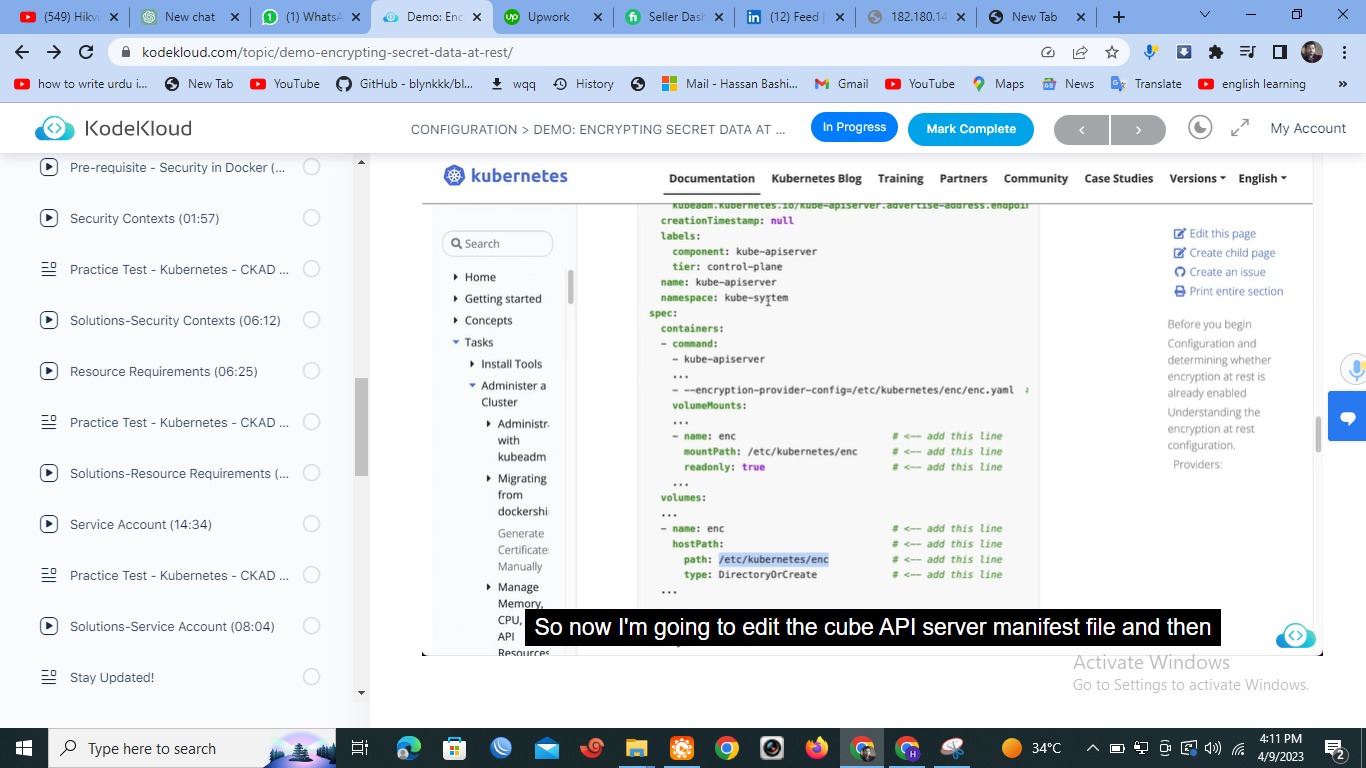 (549) Hikvi
New chat
(1) WhatsA
Demo: Enc
Upwork
Seller Dash
(12) Feed |
182.180.14
New Tab
kodekloud.com/topic/demo-encrypting-secret-data-at-rest/
how to write urdu i...
New Tab
YouTube
GitHub - blynkkk/bl...
wqq
History
Mail - Hassan Bashi...
Gmail
YouTube
Maps
News
Translate
english learning
»
KodeKloud
CONFIGURATION > DEMO: ENCRYPTING SECRET DATA AT ...
In Progress
Mark Complete
My Account
Pre-requisite - Security in Docker (...
Security Contexts (01:57)
Practice Test - Kubernetes - CKAD ...
Solutions-Security Contexts (06:12)
Resource Requirements (06:25)
Practice Test - Kubernetes - CKAD ...
Solutions-Resource Requirements (...
Service Account (14:34)
Practice Test - Kubernetes - CKAD ...
Solutions-Service Account (08:04)
Stay Updated!
kubernetes
Documentation
Kubernetes Blog
Training
Partners
Community
Case Studies
Versions
English
Search
Home
Getting started
Concepts
Tasks
Install Tools
Administer a
Cluster
Administra
with
kubeadm
Migrating
from
dockershi
Generate
Certificates
Manually
Manage
Memory,
CPU,
API
Resources
kubeadm.kubernetes.io/kube-apiserver.advertise-address.endpoin
creationTimestamp: null
labels:
component: kube-apiserver
tier: control-plane
name: kube-apiserver
namespace: kube-system
spec:
containers:
- command:
- kube-apiserver
...
- --encryption-provider-config=/etc/kubernetes/enc/enc.yaml #
volumeMounts:
...
- name: enc # <-- add this line
mountPath: /etc/kubernetes/enc # <-- add this line
readonly: true # <-- add this line
...
volumes:
...
- name: enc # <-- add this line
hostPath: # <-- add this line
path: /etc/kubernetes/enc # <-- add this line
type: DirectoryOrCreate # <-- add this line
...
Edit this page
Create child page
Create an issue
Print entire section
Before you begin
Configuration and
determining whether
encryption at rest is
already enabled
Understanding the
encryption at rest
configuration.
Providers:
So now I'm going to edit the cube API server manifest file and then
Activate Windows
Go to Settings to activate Windows.
Type here to search
34°C
4:11 PM
4/9/2023
2